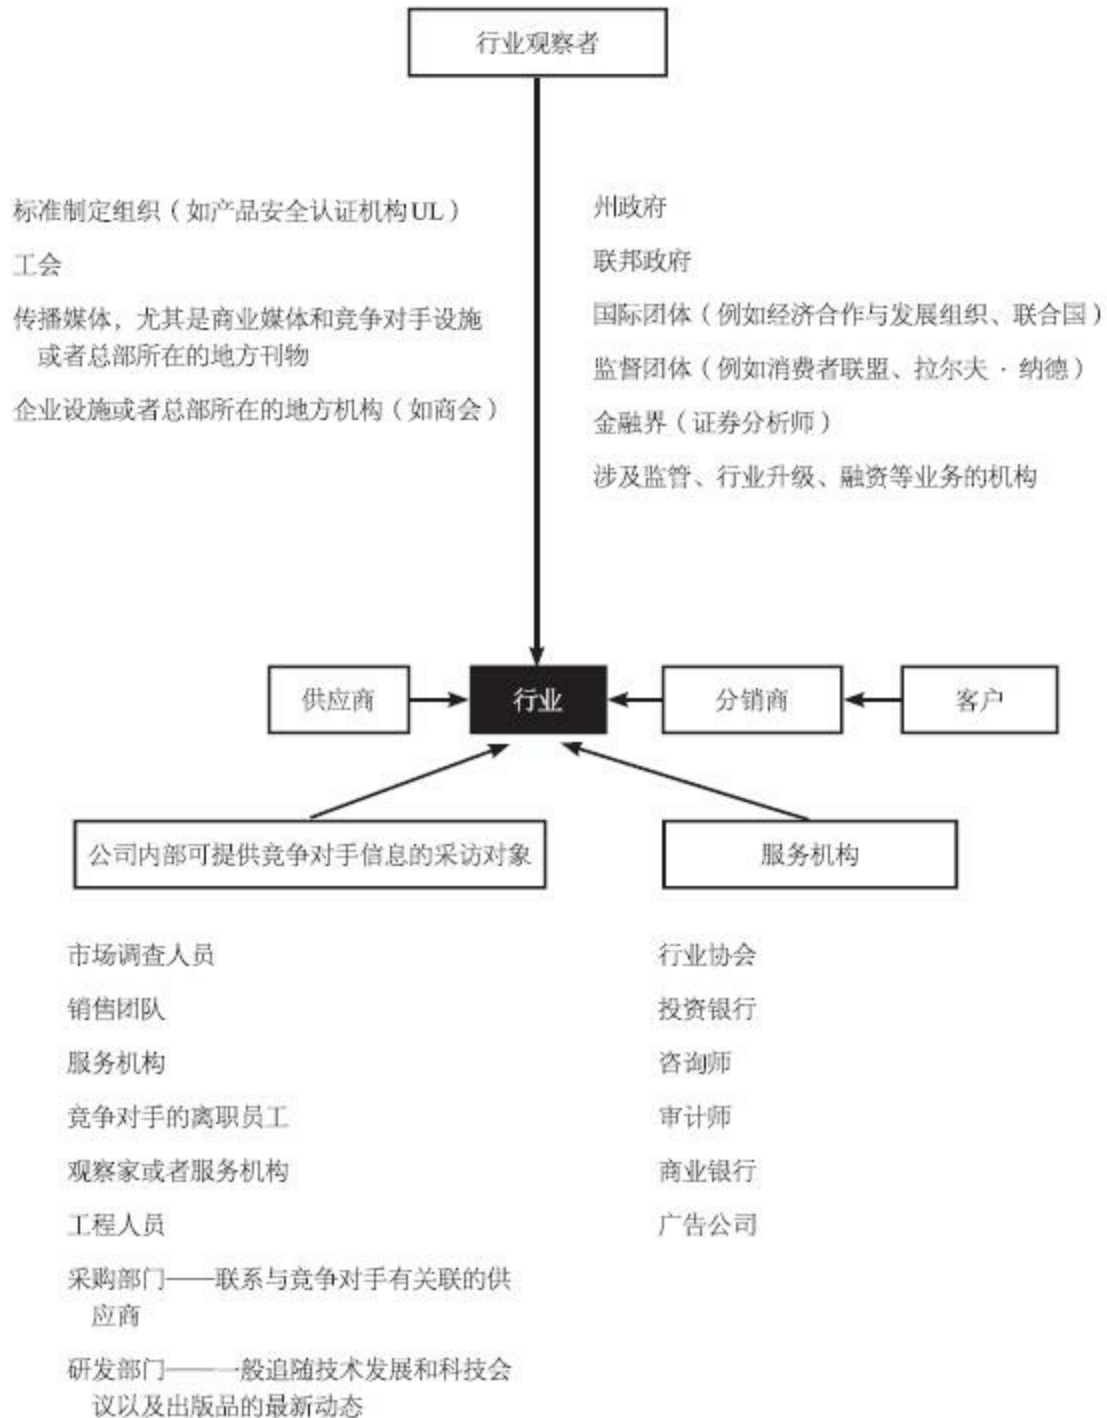 行业观察者
标准制定组织（如产品安全认证机构UL）
工会
传播媒体，尤其是商业媒体和竞争对手设施
或者总部所在的地方刊物
企业设施或者总部所在的地方机构（如商会）
州政府
联邦政府
国际团体（例如经济合作与发展组织、联合国）
监督团体（例如消费者联盟、拉尔夫·纳德）
金融界（证券分析师）
涉及监管、行业升级、融资等业务的机构
供应商
行业
分销商
客户
公司内部可提供竞争对手信息的采访对象
市场调查人员
销售团队
服务机构
竞争对手的离职员工
观察家或者服务机构
工程人员
采购部门——联系与竞争对手有关联的供
应商
研发部门——一般追随技术发展和科技会
议以及出版品的最新动态
服务机构
行业协会
投资银行
咨询师
审计师
商业银行
广告公司